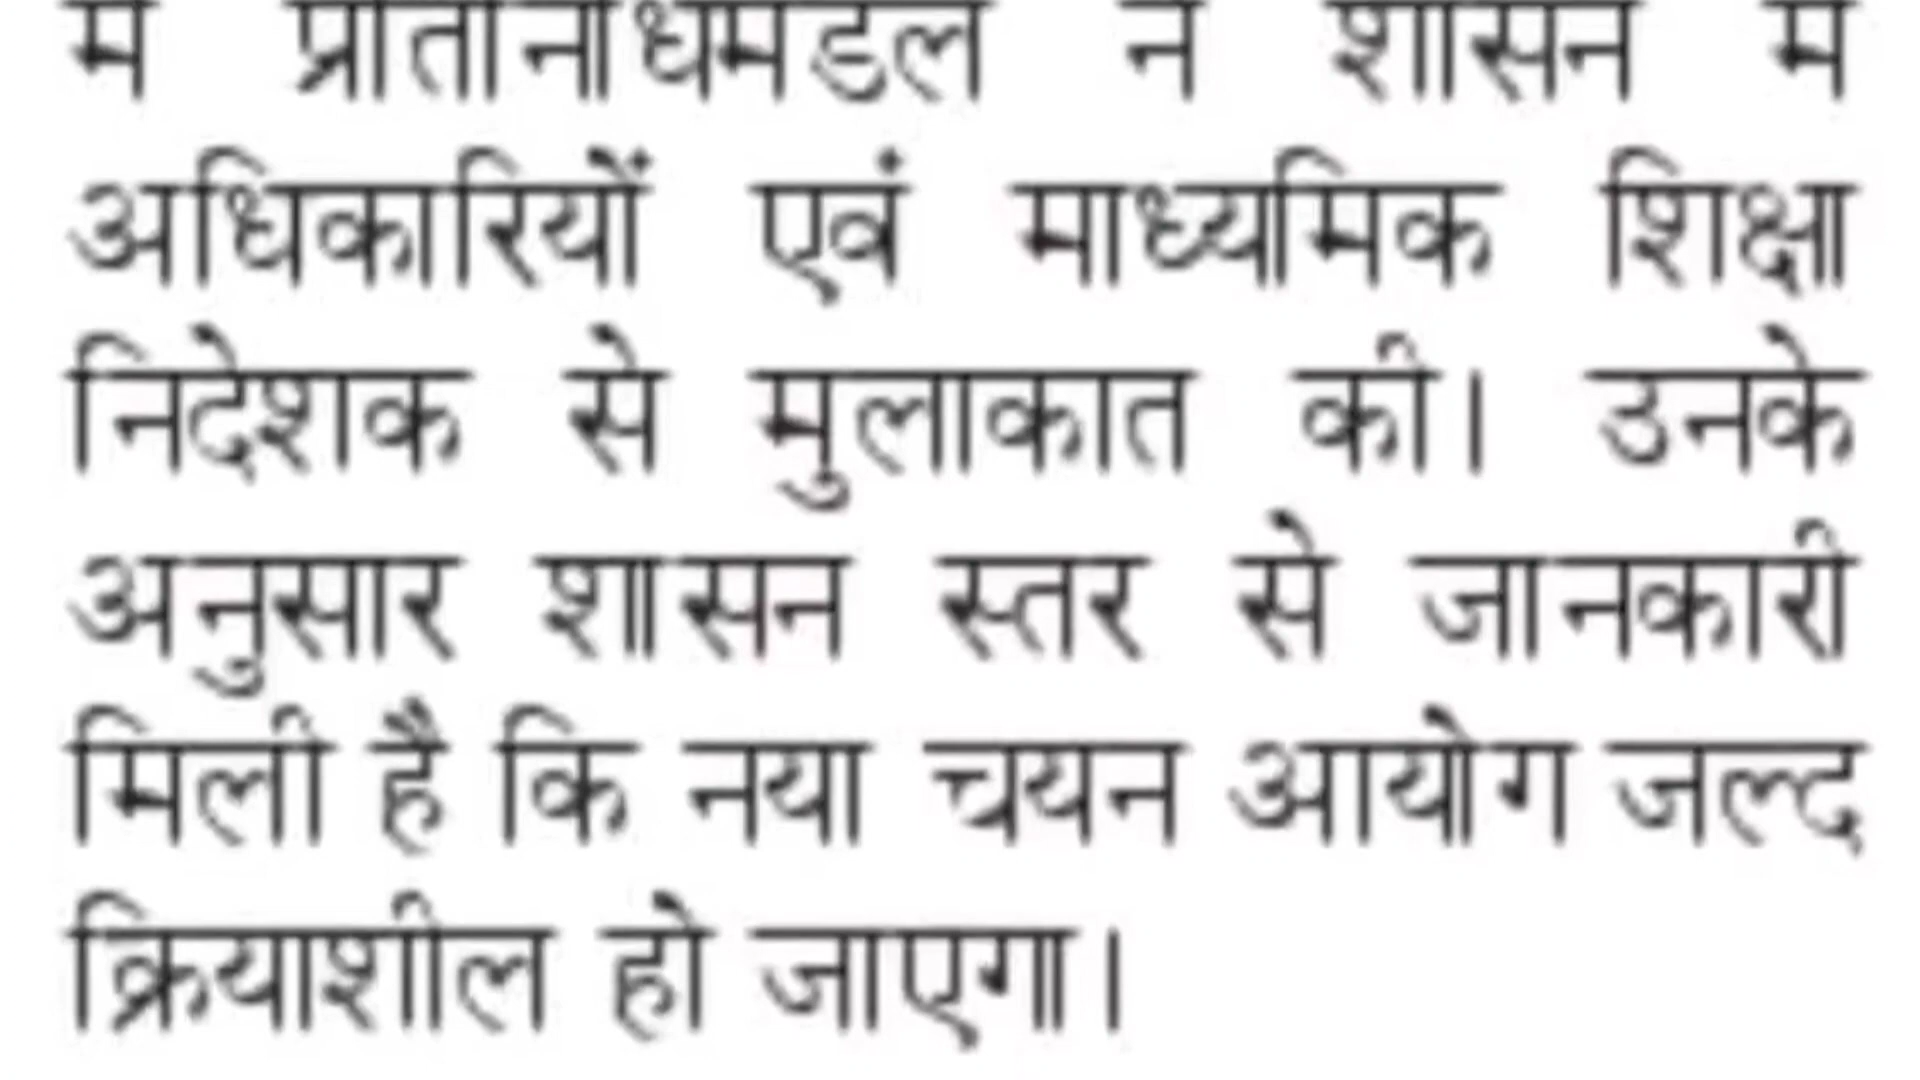 में प्रतिनिधिमंडल ने शासन में
अधिकारियों एवं माध्यमिक शिक्षा
निदेशक से मुलाकात की। उनके
अनुसार शासन स्तर से जानकारी
मिली है कि नया चयन आयोग जल्द
क्रियाशील हो जाएगा।